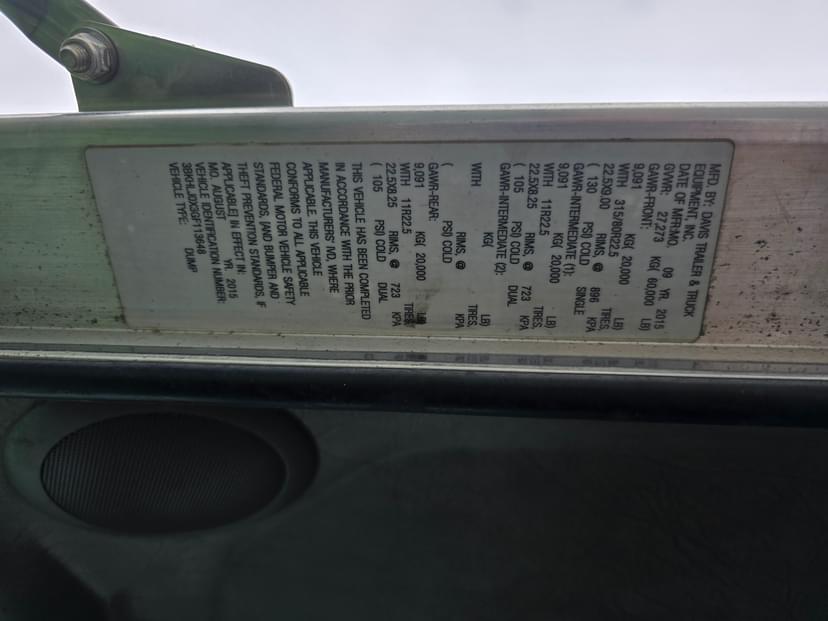 MFD. BY: DAVIS TRAILER & TRUCK
EQUIPMENT, INC.
DATE OF MFR-MO. 09 YR. 2015
GVWR: 27,273 KG( 60,000 LB)
GAWR-FRONT:
9,091 KG( 20,000 LB)
WITH 315/80R22.5 TIRES,
22.5X9.00 RIMS, @ 896 KPA
( 130 PSI) COLD SINGLE
GAWR-INTERMEDIATE (1):
9,091 KG( 20,000 LB)
WITH 11R22.5 TIRES,
22.5X8.25 RIMS, @ 723 KPA
( 105 PSI) COLD DUAL
GAWR-INTERMEDIATE (2):
KG( LB)
WITH TIRES,
RIMS, @ KPA
( PSI) COLD
GAWR-REAR:
9,091 KG( 20,000 LB)
WITH 11R22.5 TIRES,
22.5X8.25 RIMS, @ 723 KPA
( 105 PSI) COLD DUAL
THIS VEHICLE HAS BEEN COMPLETED
IN ACCORDANCE WITH THE PRIOR
MANUFACTURERS' IVD, WHERE
APPLICABLE. THIS VEHICLE
CONFORMS TO ALL APPLICABLE
FEDERAL MOTOR VEHICLE SAFETY
STANDARDS, [AND BUMPER AND
THEFT PREVENTION STANDARDS, IF
APPLICABLE] IN EFFECT IN:
MO. AUGUST YR. 2015
VEHICLE IDENTIFICATION NUMBER:
3BKHLJ0X3GF113648
VEHICLE TYPE: DUMP